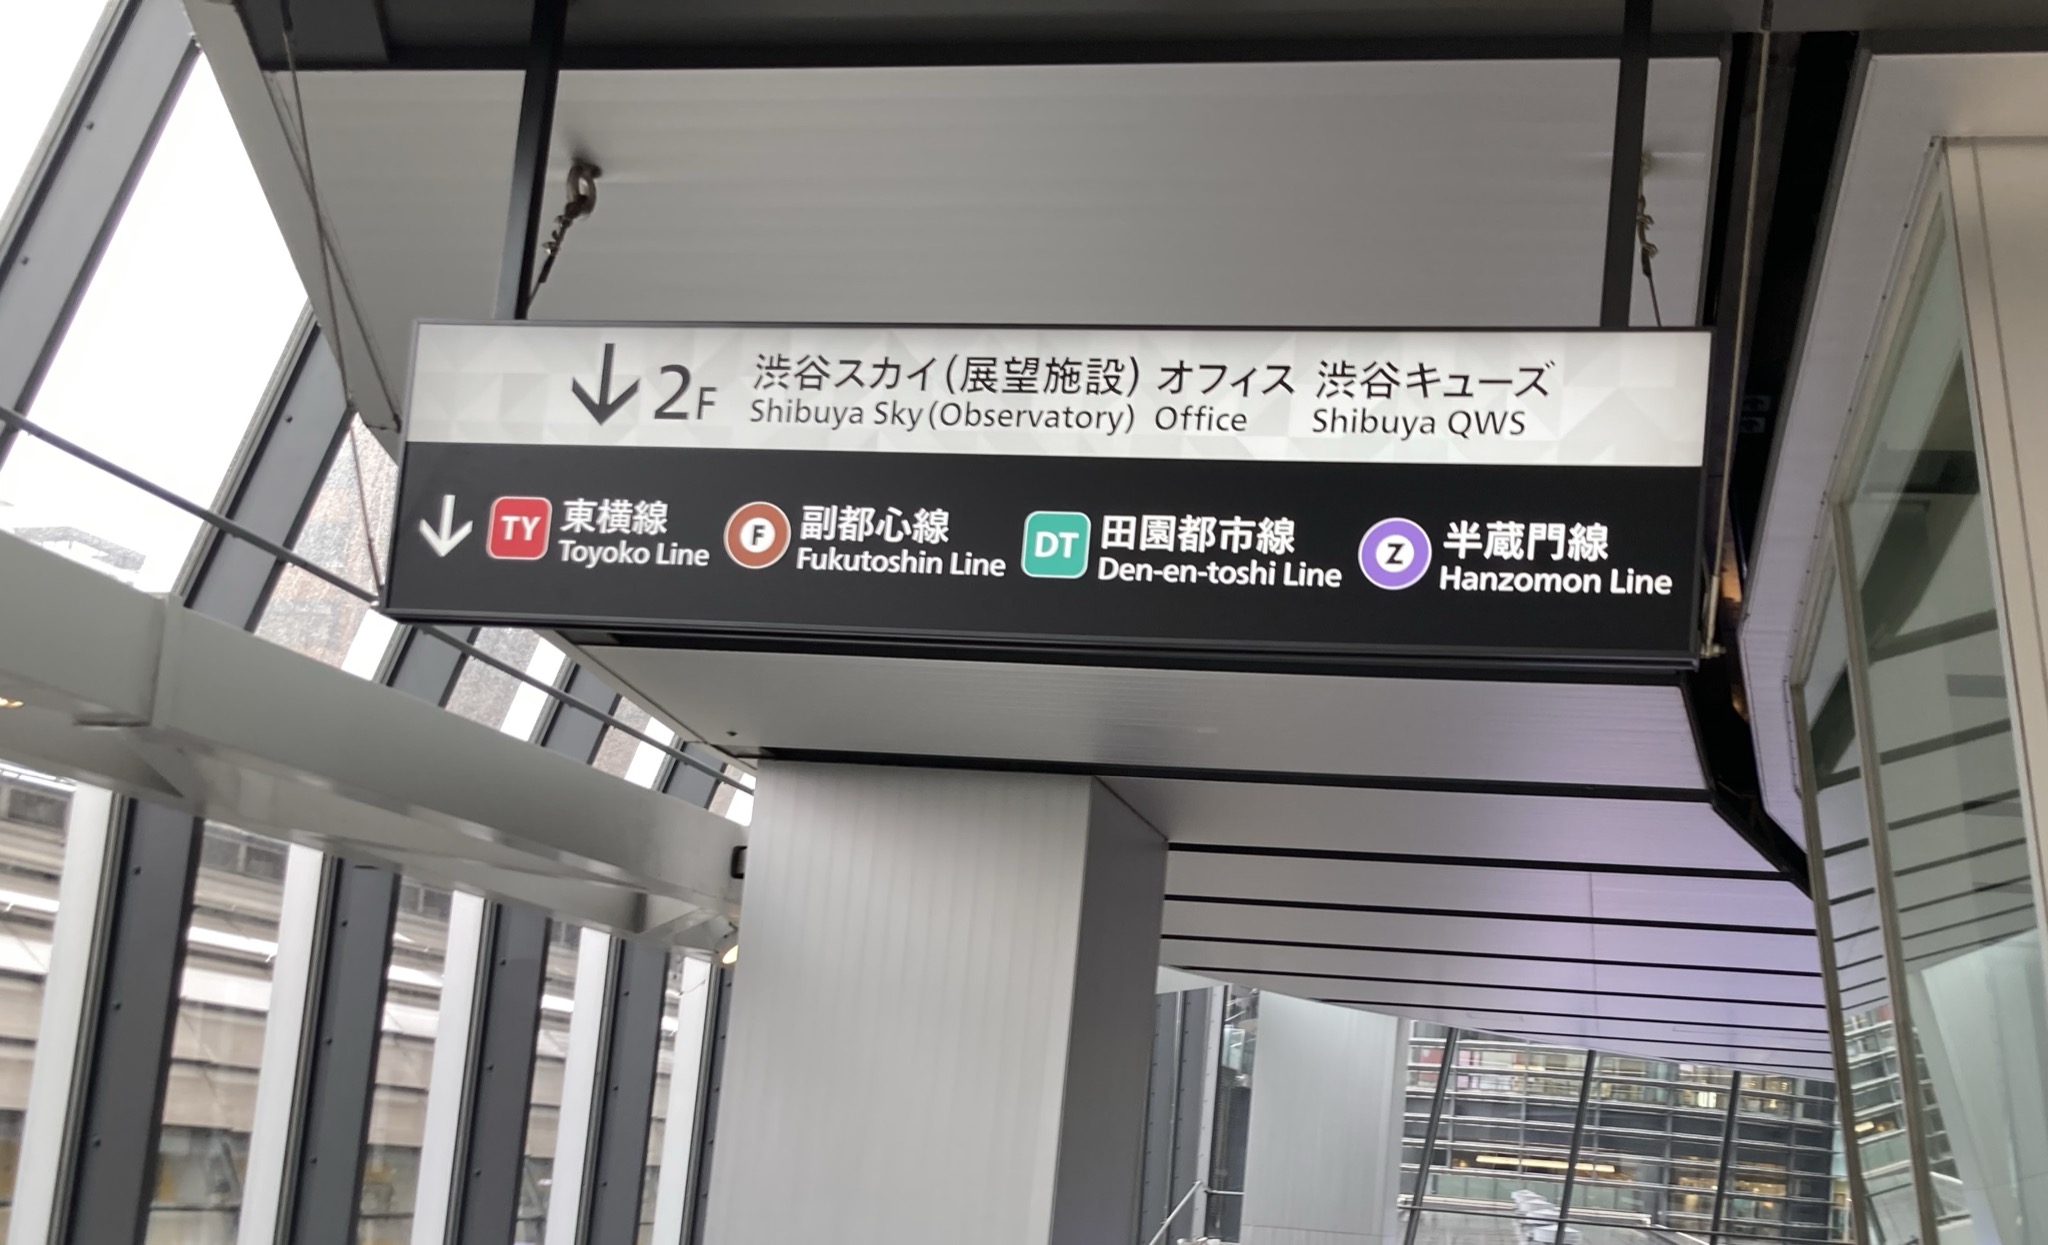 2F 渋谷スカイ(展望施設) オフィス 渋谷キューズ
Shibuya Sky(Observatory) Office Shibuya QWS
TY 東横線 F 副都心線 DT 田園都市線 Z 半蔵門線
Toyoko Line Fukutoshin Line Den-en-toshi Line Hanzomon Line